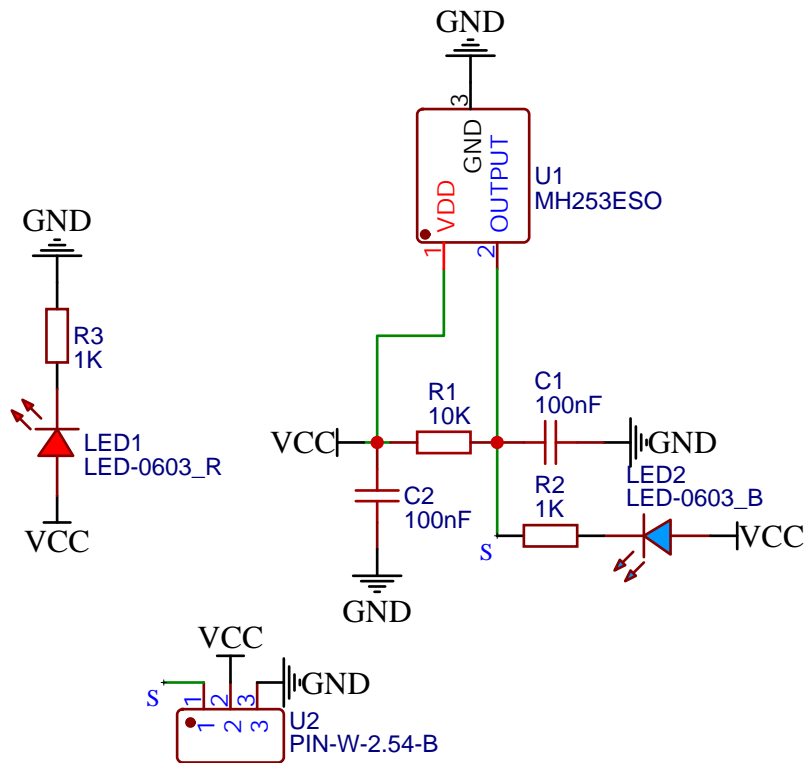 GND
3
GND
VDD
OUTPUT
1
2
U1
MH253ESO
GND
R3
1K
LED1
LED-0603_R
VCC
R1
10K
C1
100nF
VCC
GND
C2
100nF
GND
LED2
LED-0603_B
R2
1K
S
VCC
VCC
S
GND
1
2
3
1
2
3
U2
PIN-W-2.54-B